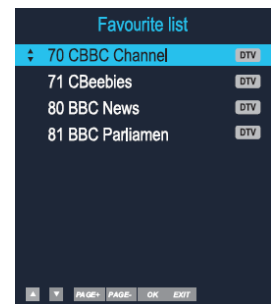 Favourite list
70 CBBC Channel DTV
71 CBeebies DTV
80 BBC News DTV
81 BBC Parliamen DTV
PAGE+ PAGE- OK EXIT